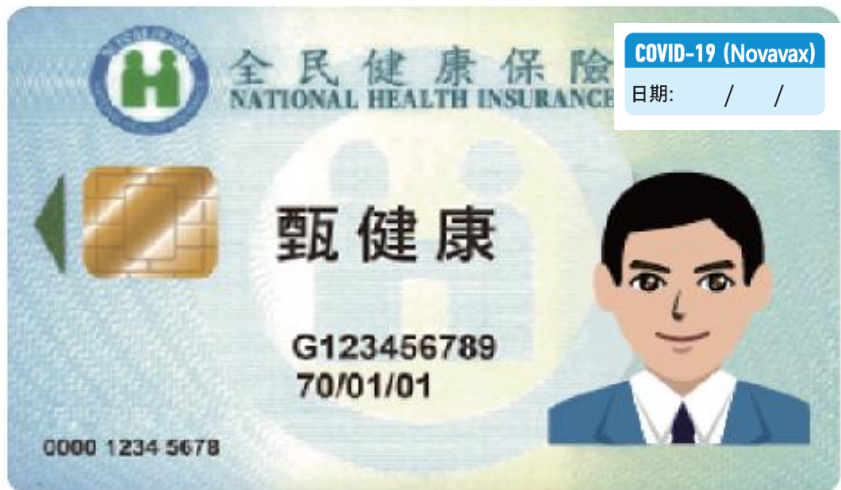 全民健康保險
NATIONAL HEALTH INSURANCE
COVID-19 (Novavax)
日期: / /
甄健康
G123456789
70/01/01
0000 1234 5678